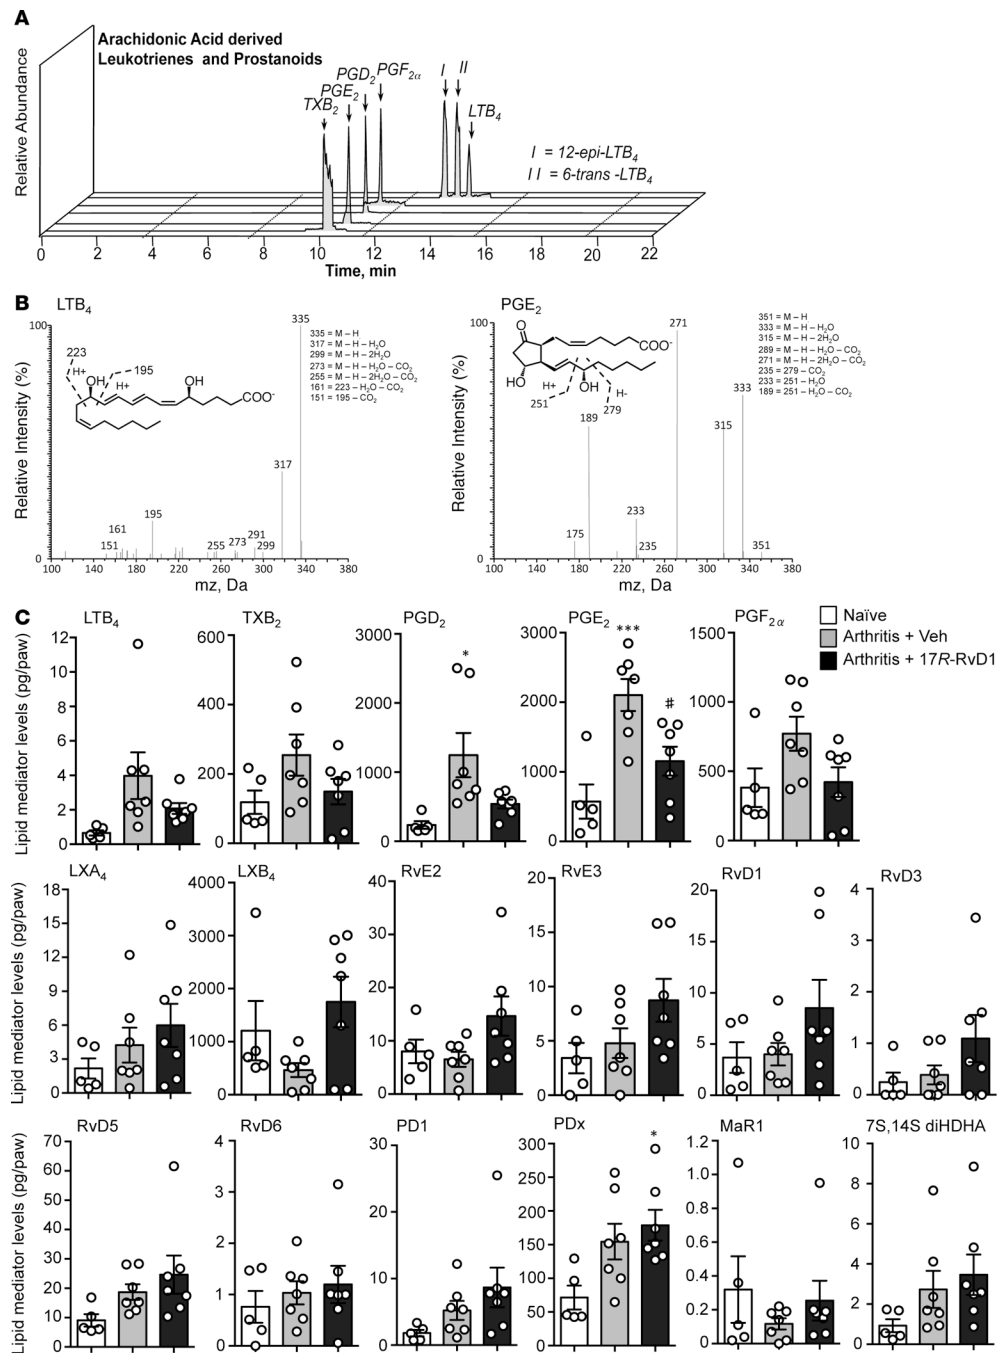 A
Arachidonic Acid derived
Leukotrienes and Prostanoids
Relative Abundance
TXB2
PGE2
PGD2
PGF2α
I
II
LTB4
I = 12-epi-LTB4
I I = 6-trans -LTB4
0 2 4 6 8 10 12 14 16 18 20 22
Time, min
B
LTB4
Relative Intensity (%)
100
0
335
223
H+
OH
H+
195
OH
COO-
335 = M – H
317 = M – H – H2O
299 = M – H – 2H2O
273 = M – H – H2O – CO2
255 = M – H – 2H2O – CO2
161 = 223 –H2O – CO2
151 = 195 – CO2
317
195
161
151
255
273
291
299
100 140 180 220 260 300 340 380
mz, Da
PGE2
Relative Intensity (%)
100
0
O
COO-
HO
H+
OH
H-
251
279
271
351 = M – H
333 = M – H –H2O
315 = M – H – 2H2O
289 = M – H –H2O – CO2
271 = M – H – 2H2O – CO2
235 = 279 – CO2
233 = 251 –H2O
189 = 251 –H2O – CO2
333
315
189
233
175
235
351
100 140 180 220 260 300 340 380
mz, Da
C
Naïve
Arthritis + Veh
Arthritis + 17R-RvD1
Lipid mediator levels (pg/paw)
LTB4
12
10
8
6
4
2
0
TXB2
600
400
200
0
PGD2
3000
2000
1000
0
*
PGE2
3000
2000
1000
0
***
#
PGF2α
1500
1000
500
0
Lipid mediator levels (pg/paw)
LXA4
18
15
12
9
6
3
0
LXB4
4000
3000
2000
1000
0
RvE2
40
30
20
10
0
RvE3
20
15
10
5
0
RvD1
20
15
10
5
0
RvD3
4
3
2
1
0
Lipid mediator levels (pg/paw)
RvD5
70
60
50
40
30
20
10
0
RvD6
4
3
2
1
0
PD1
30
20
10
0
PDx
300
250
200
150
100
50
0
*
MaR1
1.2
1.0
0.8
0.6
0.4
0.2
0.0
7S,14S diHDHA
10
8
6
4
2
0